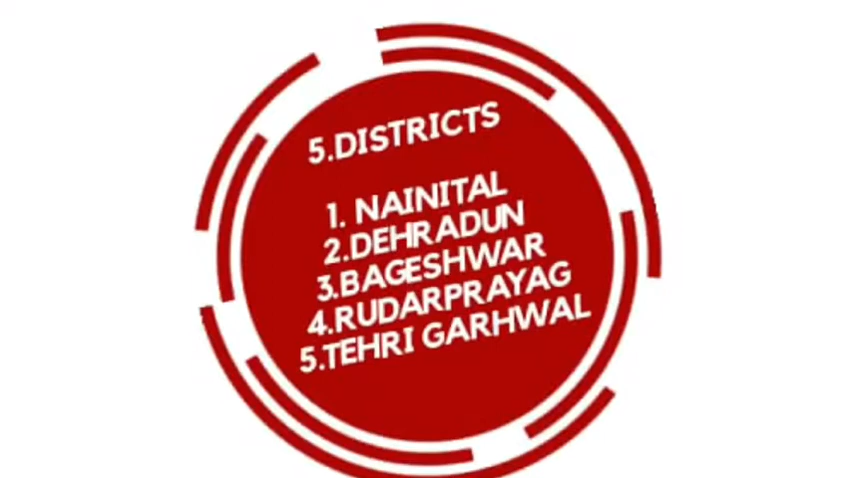 5.DISTRICTS
1. NAINITAL
2.DEHRADUN
3.BAGESHWAR
4.RUDARPRAYAG
5.TEHRI GARHWAL